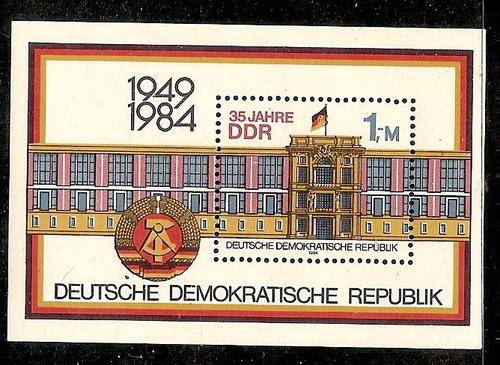 1949
1984
35 JAHRE
DDR
1,-M
DEUTSCHE DEMOKRATISCHE REPUBLIK
1984
DEUTSCHE DEMOKRATISCHE REPUBLIK